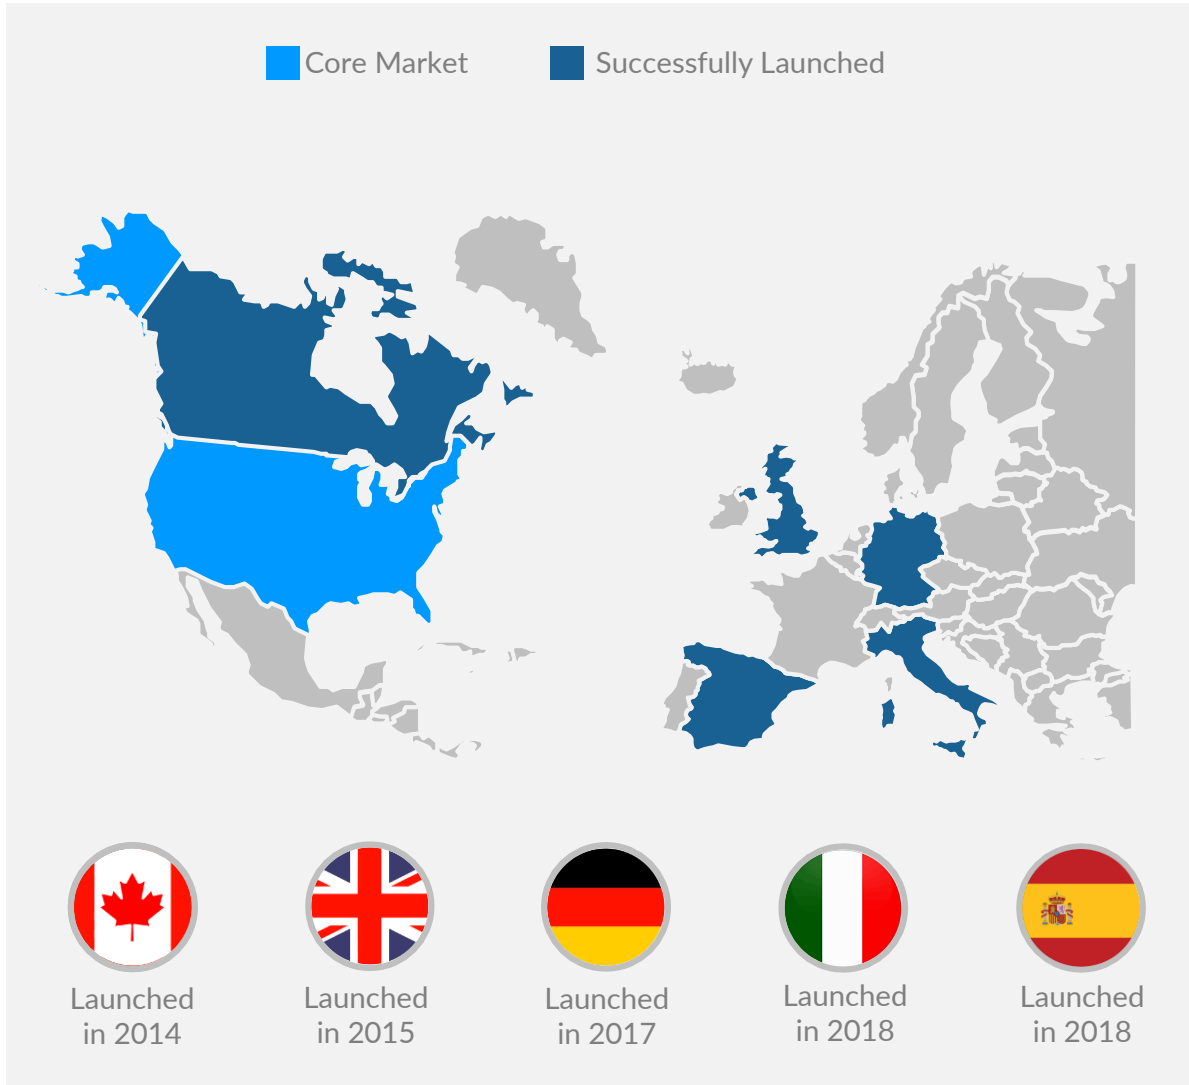 Core Market
Successfully Launched
Launched
in 2014
Launched
in 2015
Launched
in 2017
Launched
in 2018
Launched
in 2018